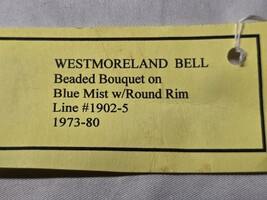 WESTMORELAND BELL
Beaded Bouquet on
Blue Mist w/Round Rim
Line #1902-5
1973-80